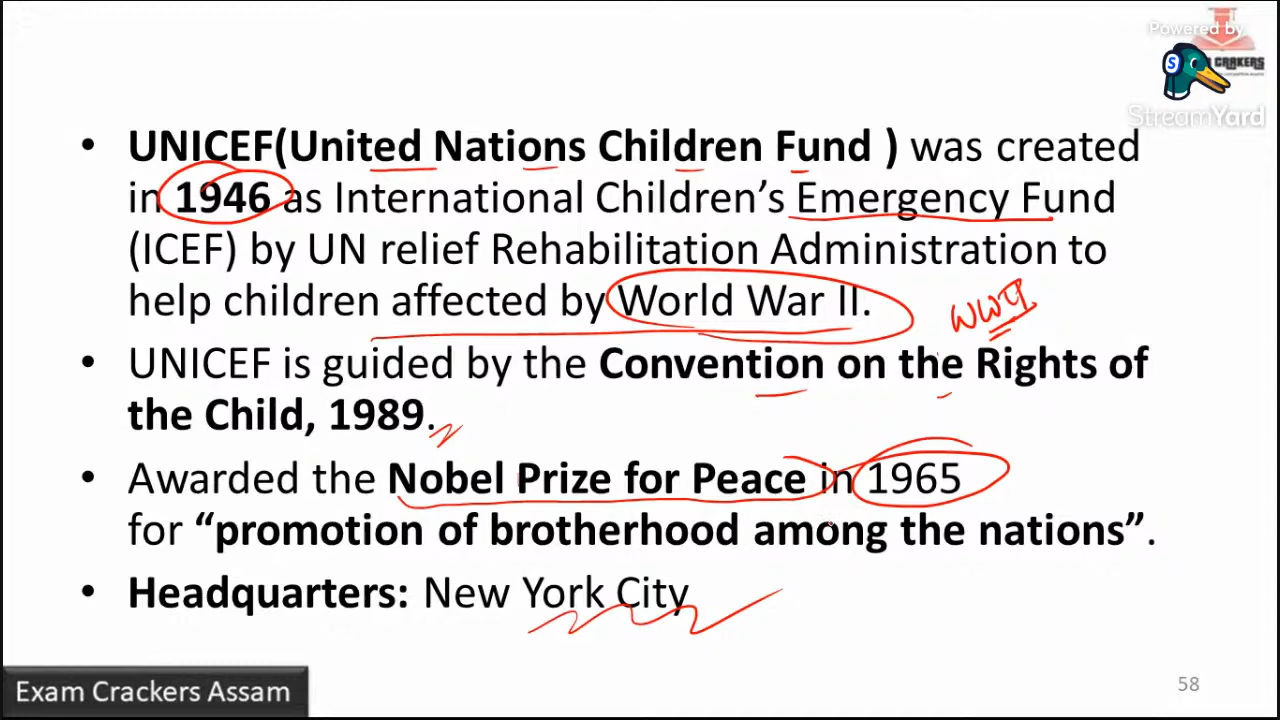 Powered by
CRAKERS
StreamYard
• UNICEF(United Nations Children Fund ) was created
in 1946 as International Children’s Emergency Fund
(ICEF) by UN relief Rehabilitation Administration to
help children affected by World War II.
• UNICEF is guided by the Convention on the Rights of
the Child, 1989.
• Awarded the Nobel Prize for Peace in 1965
for “promotion of brotherhood among the nations”.
• Headquarters: New York City
Exam Crackers Assam
58